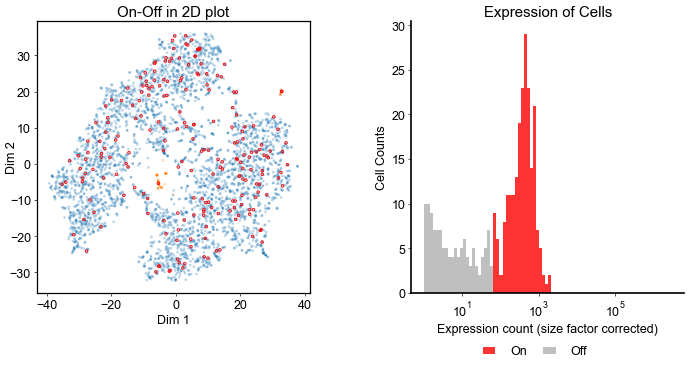 On-Off in 2D plot
Dim 2
30
20
10
0
−10
−20
−30
−40 −20 0 20 40
Dim 1
Expression of Cells
Cell Counts
30
25
20
15
10
5
0
10^1 10^3 10^5
Expression count (size factor corrected)
On Off